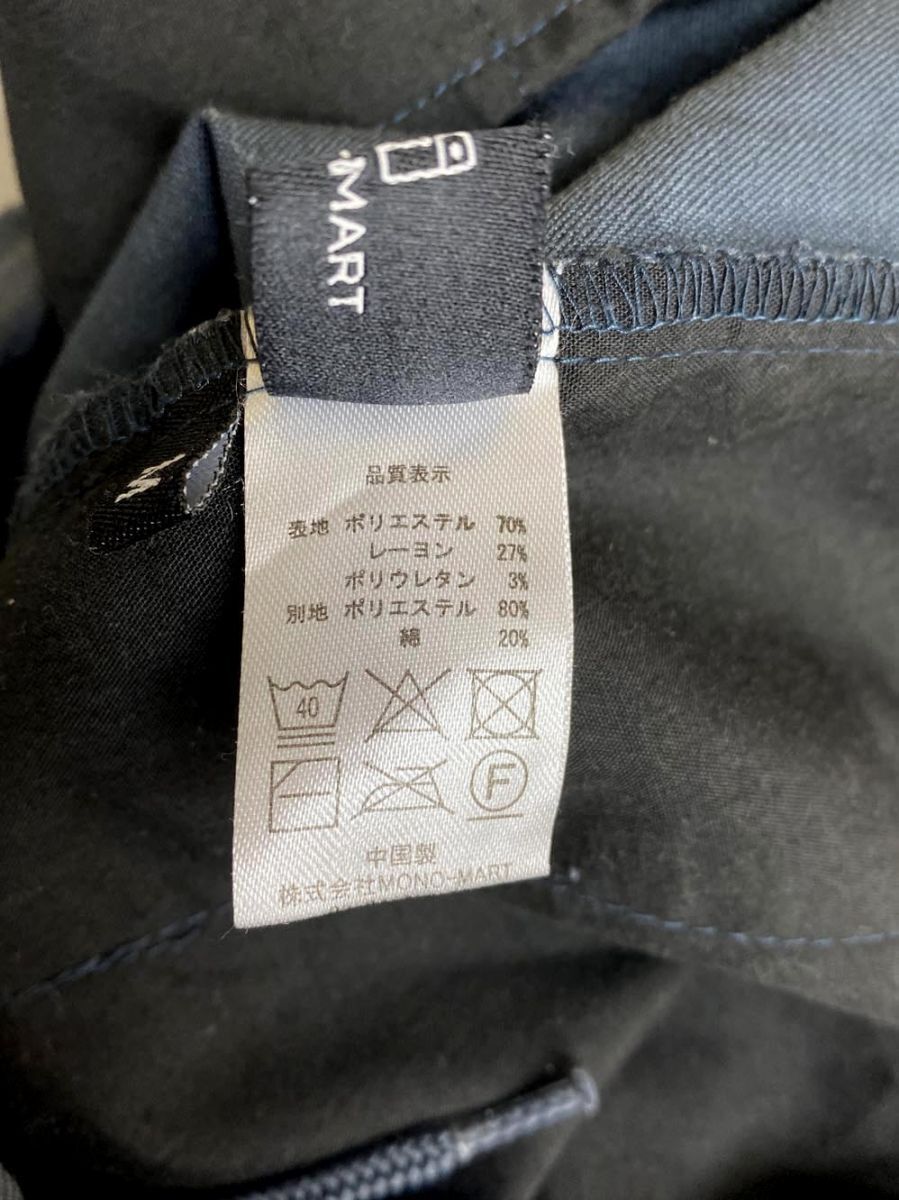 MART
品質表示
表地 ポリエステル 70%
レーヨン 27%
ポリウレタン 3%
別地 ポリエステル 80%
綿 20%
40
F
中国製
株式会社MONO-MART